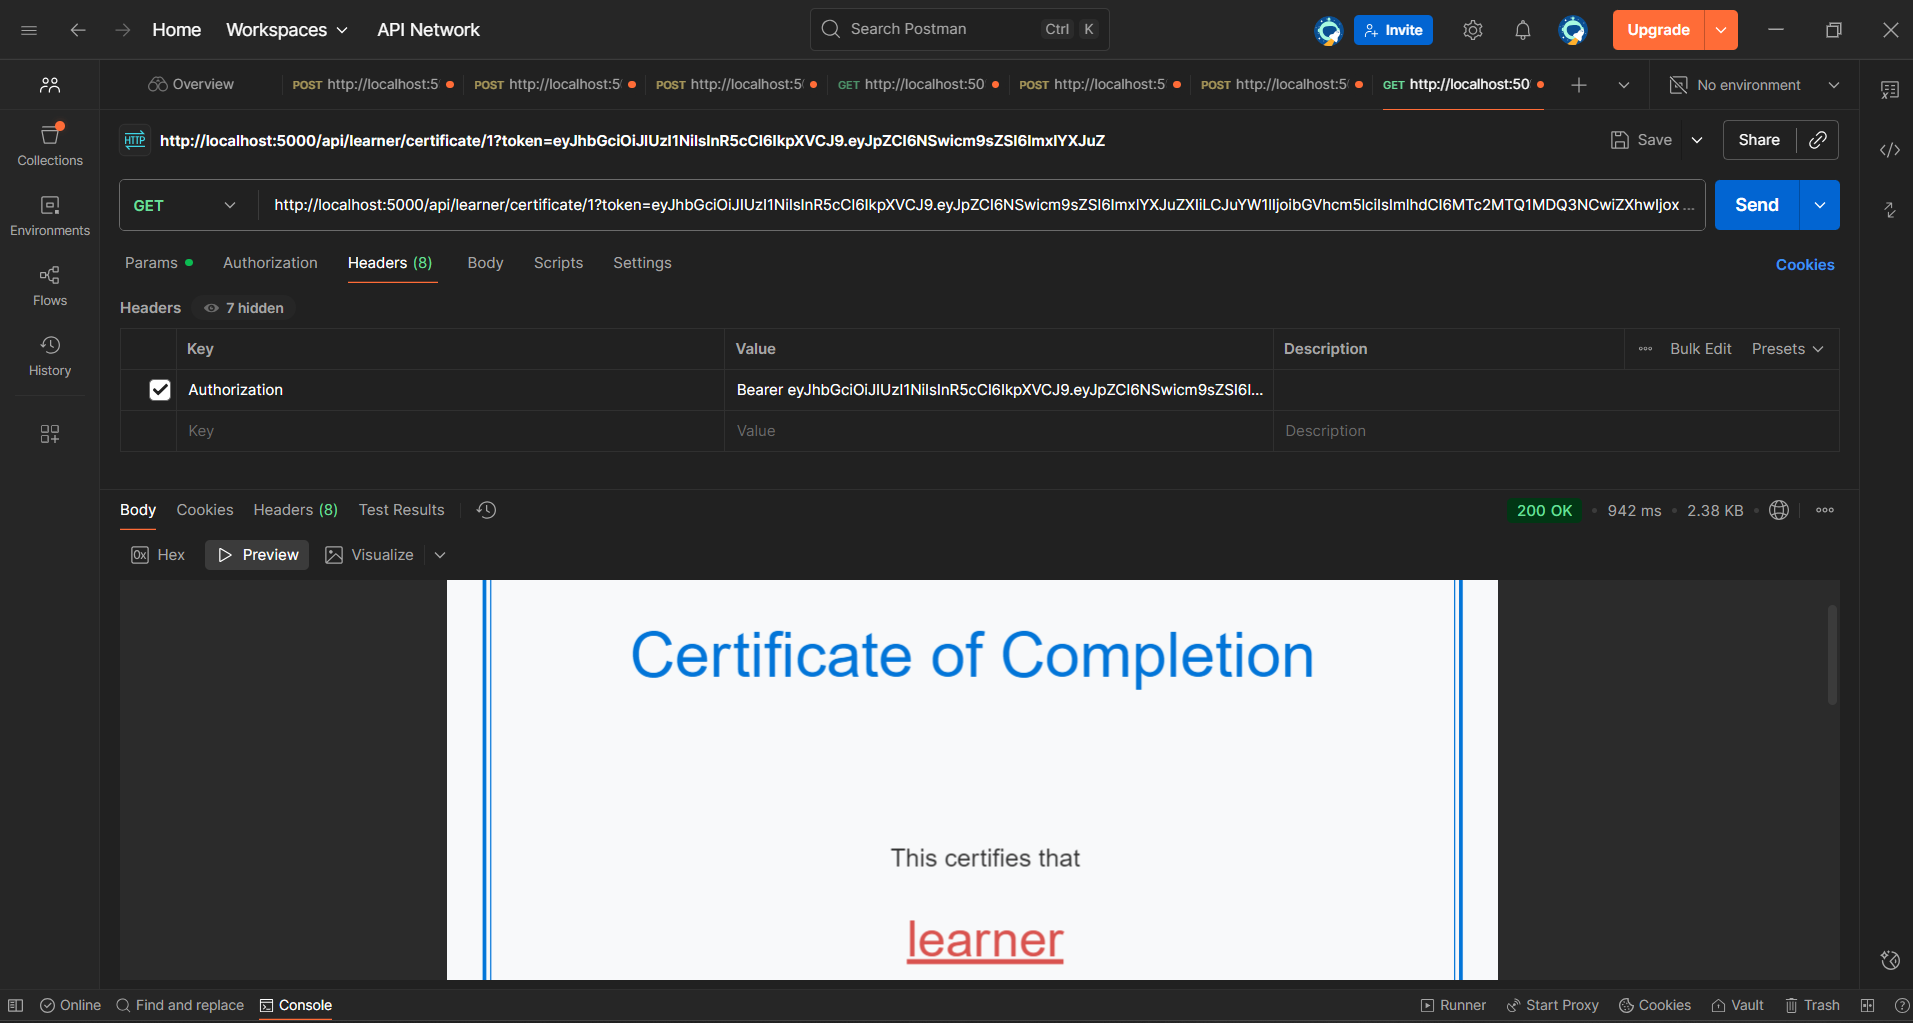 Home Workspaces API Network Search Postman Ctrl K Invite Upgrade
Overview POST http://localhost:5 POST http://localhost:5 POST http://localhost:5 GET http://localhost:50 POST http://localhost:5 POST http://localhost:5 GET http://localhost:50 No environment
HTTP http://localhost:5000/api/learner/certificate/1?token=eyJhbGciOiJIUzI1NiIsInR5cCI6IkpXVCJ9.eyJpZCI6NSwicm9sZSI6ImxlYXJuZ Save Share
Collections
GET http://localhost:5000/api/learner/certificate/1?token=eyJhbGciOiJIUzI1NiIsInR5cCI6IkpXVCJ9.eyJpZCI6NSwicm9sZSI6ImxlYXJuZXIiLCJuYW1lIjoibGVhcm5lciIsImlhdCI6MTc2MTQ1MDQ3NCwiZXhwIjox ... Send
Environments
Params Authorization Headers (8) Body Scripts Settings Cookies
Flows
Headers 7 hidden
History
Key Value Description Bulk Edit Presets
Authorization Bearer eyJhbGciOiJIUzI1NiIsInR5cCI6IkpXVCJ9.eyJpZCI6NSwicm9sZSI6I...
Key Value Description
Body Cookies Headers (8) Test Results 200 OK • 942 ms • 2.38 KB •
0x Hex Preview Visualize
Certificate of Completion
This certifies that
learner
Online Find and replace Console Runner Start Proxy Cookies Vault Trash